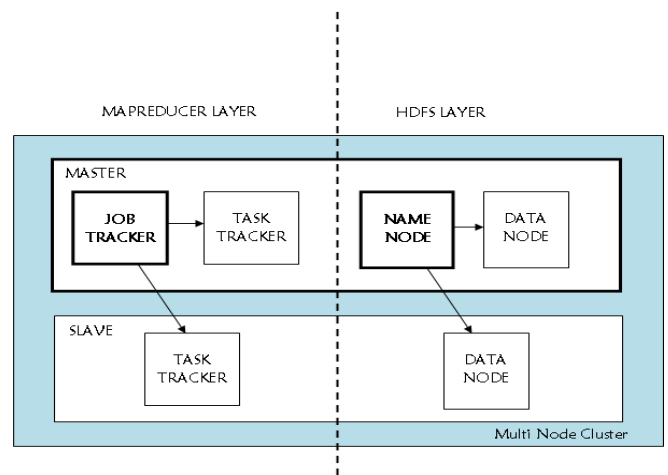 MAPREDUCER LAYER
HDFS LAYER
MASTER
JOB
TRACKER
TASK
TRACKER
NAME
NODE
DATA
NODE
SLAVE
TASK
TRACKER
DATA
NODE
Multi Node Cluster